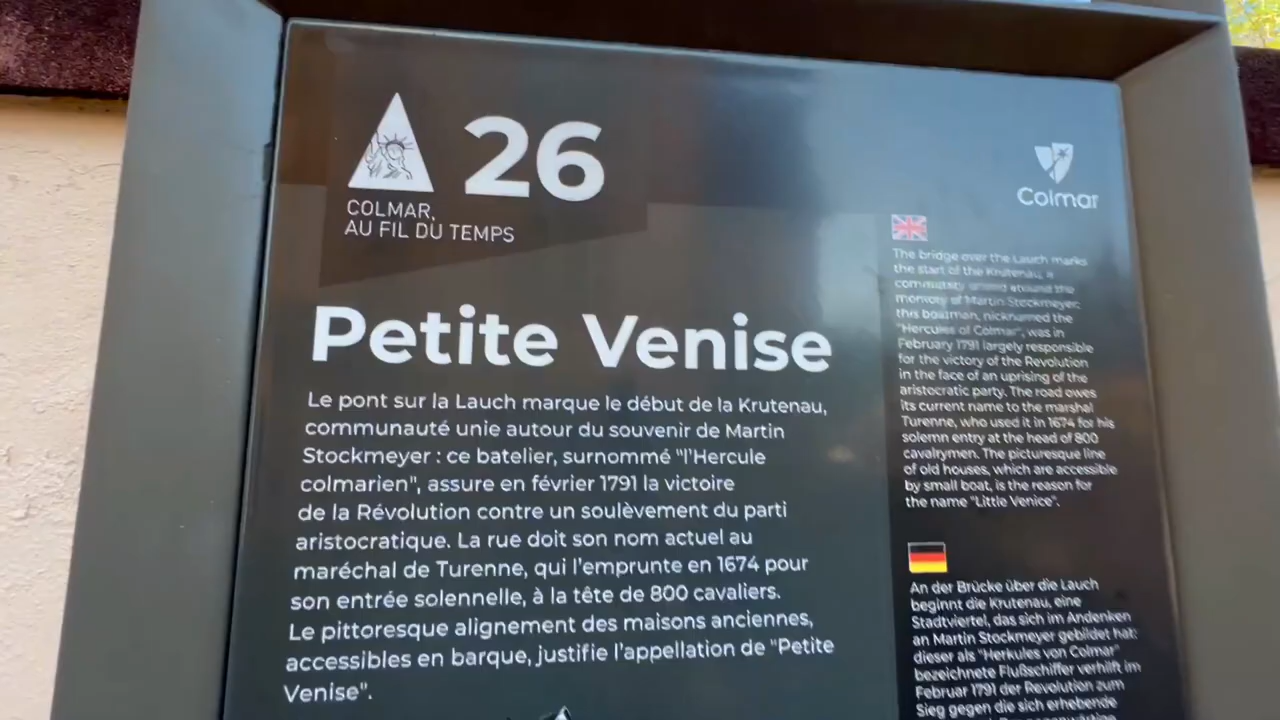 26
COLMAR,
AU FIL DU TEMPS
Petite Venise
Le pont sur la Lauch marque le début de la Krutenau,
communauté unie autour du souvenir de Martin
Stockmeyer : ce batelier, surnommé "l'Hercule
colmarien", assure en février 1791 la victoire
de la Révolution contre un soulèvement du parti
aristocratique. La rue doit son nom actuel au
maréchal de Turenne, qui l'emprunte en 1674 pour
son entrée solennelle, à la tête de 800 cavaliers.
Le pittoresque alignement des maisons anciennes,
accessibles en barque, justifie l'appellation de "Petite
Venise".
Colmar
The bridge over the Lauch marks
the start of the Krutenau, a
community united around the
memory of Martin Stockmeyer:
this boatman, nicknamed the
"Hercules of Colmar", was in
February 1791 largely responsible
for the victory of the Revolution
in the face of an uprising of the
aristocratic party. The road owes
its current name to the marshal
Turenne, who used it in 1674 for his
solemn entry at the head of 800
cavalrymen. The picturesque line
of old houses, which are accessible
by small boat, is the reason for
the name "Little Venice".
An der Brücke über die Lauch
beginnt die Krutenau, eine
Stadtviertel, das sich im Andenken
an Martin Stockmeyer gebildet hat:
dieser als "Herkules von Colmar"
bezeichnete Flußschiffer verhilft im
Februar 1791 der Revolution zum
Sieg gegen die sich erhebende